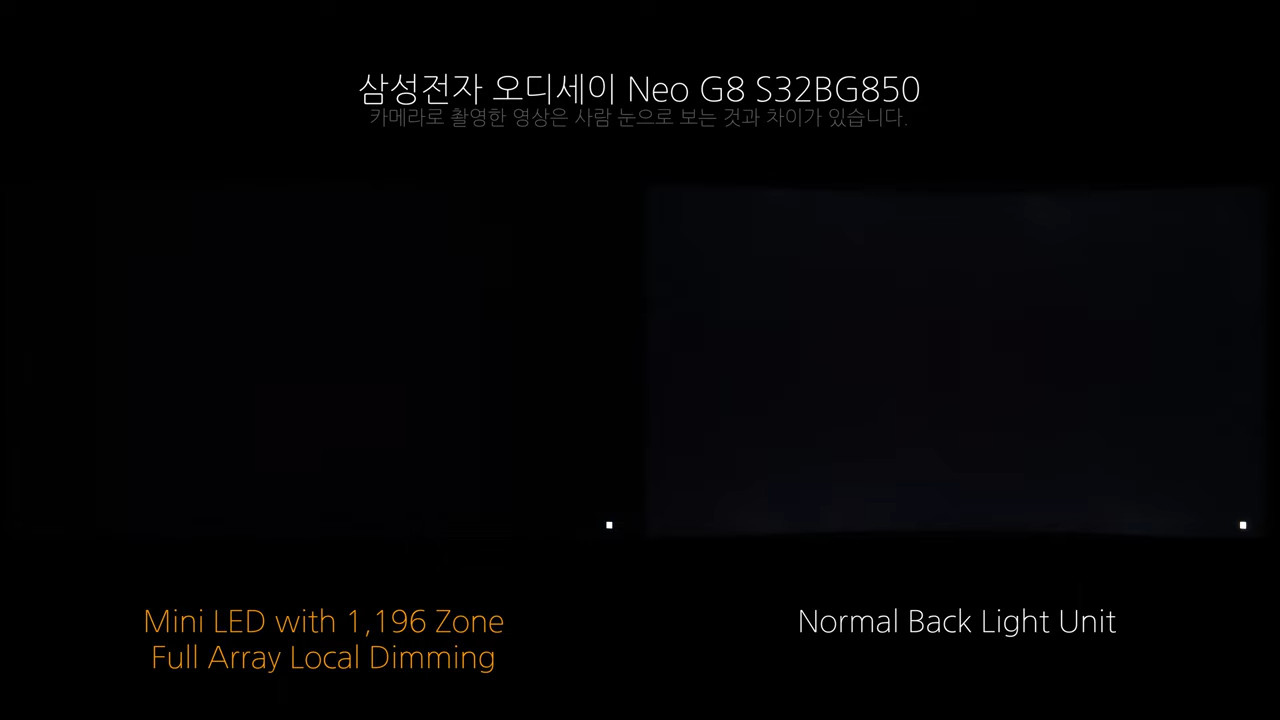 삼성전자 오디세이 Neo G8 S32BG850
카메라로 촬영한 영상은 사람 눈으로 보는 것과 차이가 있습니다.
Mini LED with 1,196 Zone
Full Array Local Dimming
Normal Back Light Unit